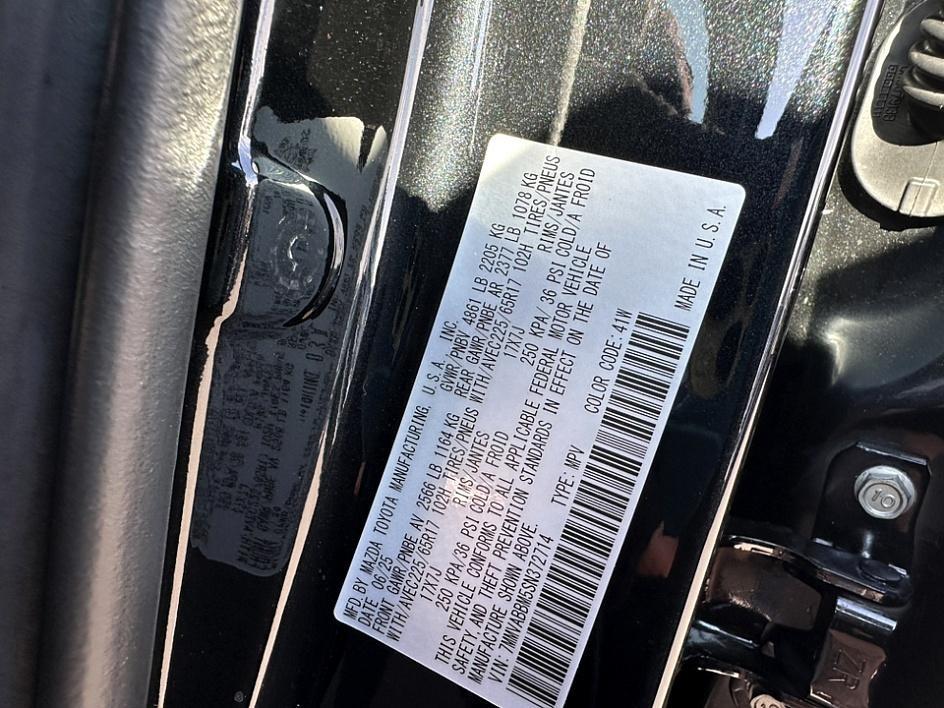 MFD. BY MAZDA TOYOTA MANUFACTURING, U.S.A., INC.
DATE 06/25 GWR/PNBV 4861 LB 2205 KG
FRONT GAWR/PNBE AV 2566 LB 1164 KG REAR GAWR/PNBE AR 2377 LB 1078 KG
WITH/AVEC225/65R17 102H TIRES/PNEUS WITH/AVEC225/65R17 102H TIRES/PNEUS
17X7J RIMS/JANTES 17X7J RIMS/JANTES
250 KPA/36 PSI COLD/A FROID 250 KPA/ 36 PSI COLD/A FROID
THIS VEHICLE CONFORMS TO ALL APPLICABLE FEDERAL MOTOR VEHICLE
SAFETY AND THEFT PREVENTION STANDARDS IN EFFECT ON THE DATE OF
MANUFACTURE SHOWN ABOVE.
VIN: 7MMVABBM5SN372714 TYPE: MPV COLOR CODE: 41W
MADE IN U.S.A.
10
ZR